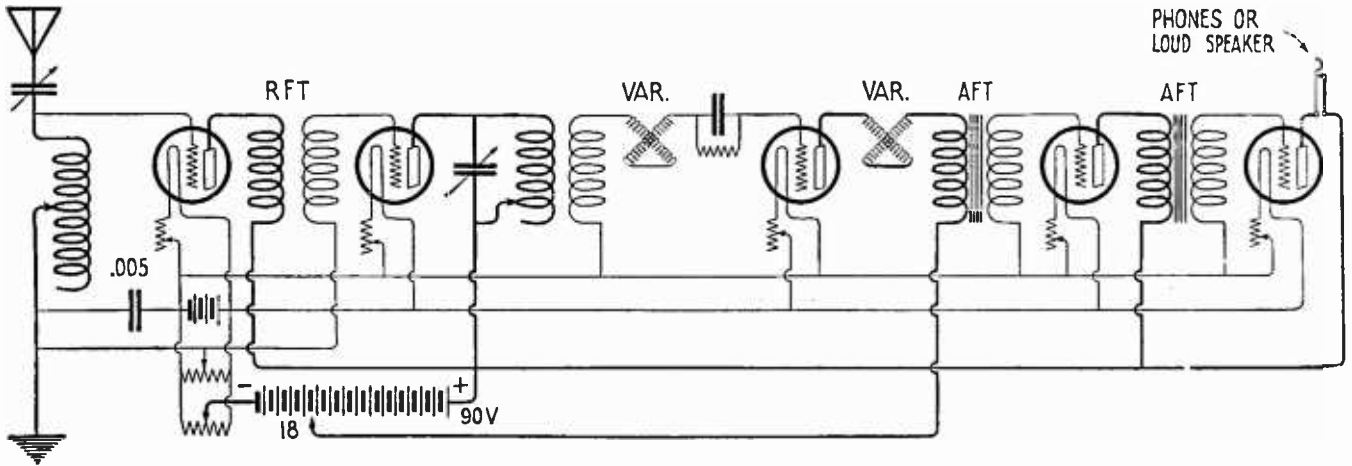 PHONES OR
LOUD SPEAKER
RFT
VAR.
VAR.
AFT
AFT
.005
-
+
18
90V